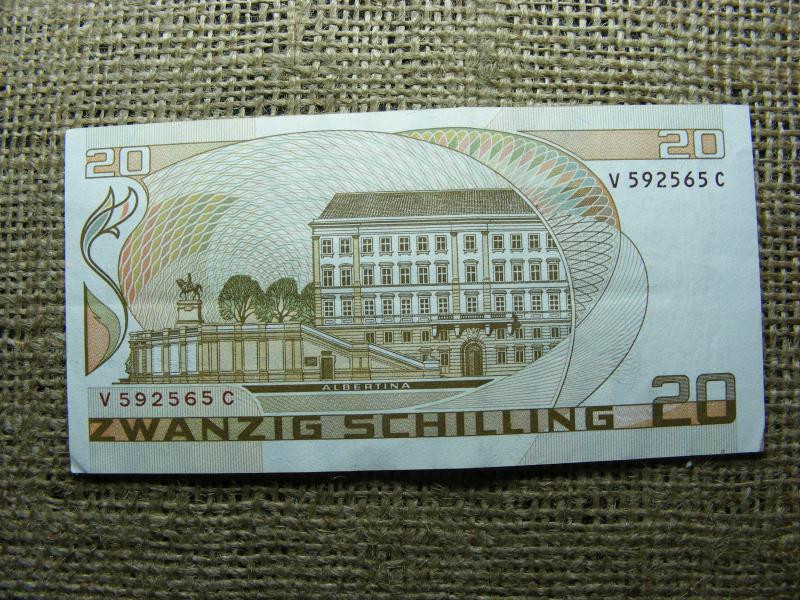 20
20
V 592565 C
ALBERTINA
V 592565 C
ZWANZIG SCHILLING 20